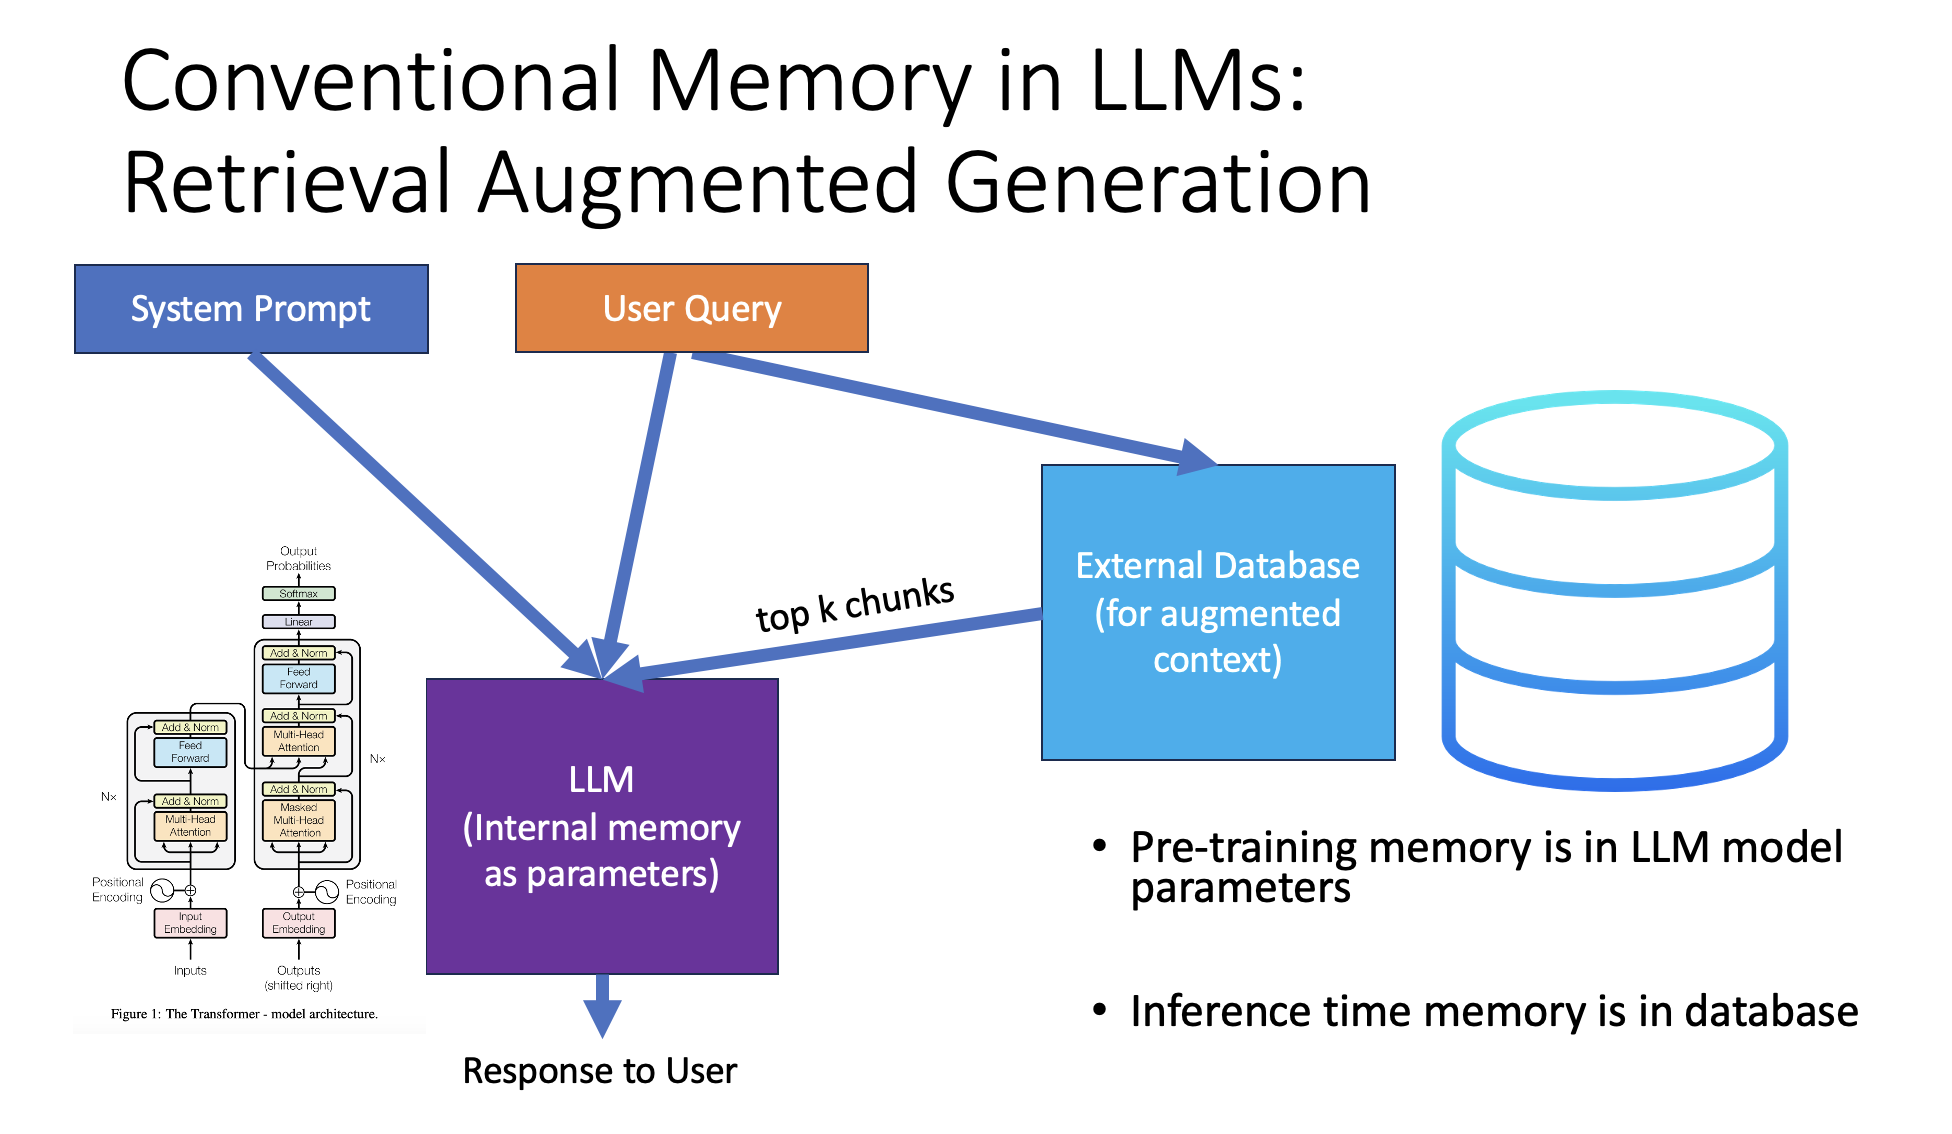 Conventional Memory in LLMs:
Retrieval Augmented Generation
System Prompt
User Query
External Database
(for augmented
context)
top k chunks
LLM
(Internal memory
as parameters)
Response to User
Output
Probabilities
Softmax
Linear
Add & Norm
Feed
Forward
Add & Norm
Multi-Head
Attention
Nx
Add & Norm
Masked
Multi-Head
Attention
Add & Norm
Feed
Forward
Nx
Add & Norm
Multi-Head
Attention
Positional
Encoding
Positional
Encoding
Input
Embedding
Output
Embedding
Inputs
Outputs
(shifted right)
Figure 1: The Transformer - model architecture.
• Pre-training memory is in LLM model
parameters
• Inference time memory is in database